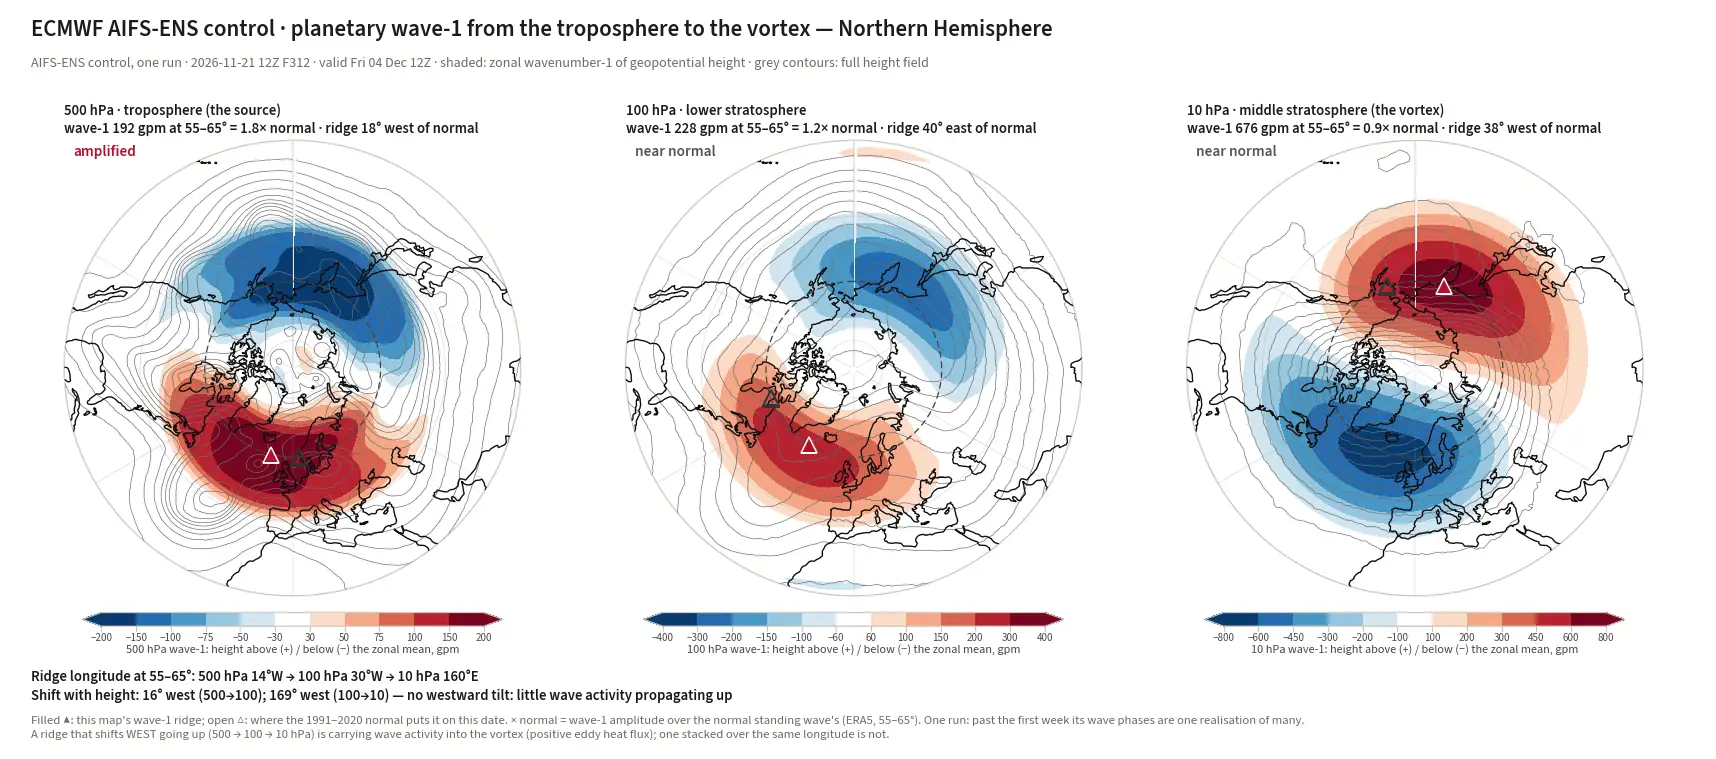 ECMWF AIFS-ENS control · planetary wave-1 from the troposphere to the vortex — Northern Hemisphere
AIFS-ENS control, one run · 2026-11-21 12Z F312 · valid Fri 04 Dec 12Z · shaded: zonal wavenumber-1 of geopotential height · grey contours: full height field
500 hPa · troposphere (the source)
wave-1 192 gpm at 55–65° = 1.8× normal · ridge 18° west of normal
amplified
100 hPa · lower stratosphere
wave-1 228 gpm at 55–65° = 1.2× normal · ridge 40° east of normal
near normal
10 hPa · middle stratosphere (the vortex)
wave-1 676 gpm at 55–65° = 0.9× normal · ridge 38° west of normal
near normal
−200 −150 −100 −75 −50 −30 30 50 75 100 150 200
500 hPa wave-1: height above (+) / below (−) the zonal mean, gpm
−400 −300 −200 −150 −100 −60 60 100 150 200 300 400
100 hPa wave-1: height above (+) / below (−) the zonal mean, gpm
−800 −600 −450 −300 −200 −100 100 200 300 450 600 800
10 hPa wave-1: height above (+) / below (−) the zonal mean, gpm
Ridge longitude at 55–65°: 500 hPa 14°W → 100 hPa 30°W → 10 hPa 160°E
Shift with height: 16° west (500→100); 169° west (100→10) — no westward tilt: little wave activity propagating up
Filled ▲: this map's wave-1 ridge; open △: where the 1991–2020 normal puts it on this date. × normal = wave-1 amplitude over the normal standing wave's (ERA5, 55–65°). One run: past the first week its wave phases are one realisation of many.
A ridge that shifts WEST going up (500 → 100 → 10 hPa) is carrying wave activity into the vortex (positive eddy heat flux); one stacked over the same longitude is not.